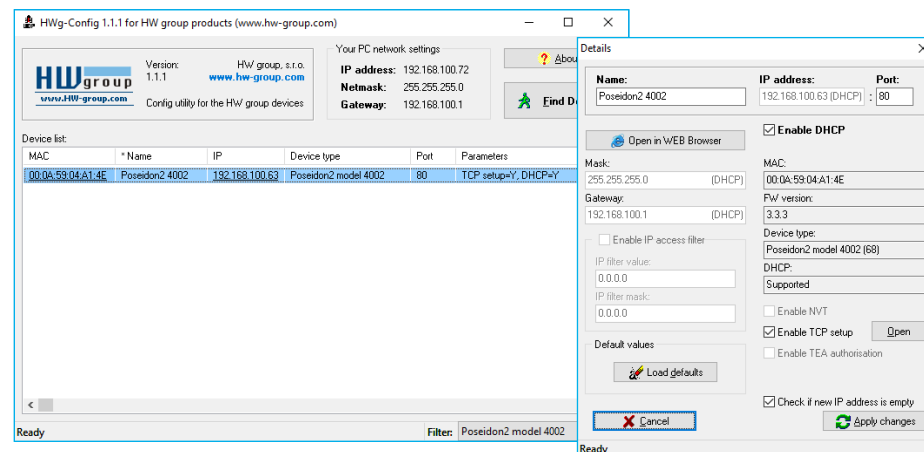 HWg-Config 1.1.1 for HW group products (www.hw-group.com)
HWgroup
www.HW-group.com
Version: HW group, s.r.o.
1.1.1 www.hw-group.com
Config utility for the HW group devices
Your PC network settings
IP address: 192.168.100.72
Netmask: 255.255.255.0
Gateway: 192.168.100.1
? Abou
Find D
Device list:
MAC * Name IP Device type Port Parameters
00:0A:59:04:A1:4E Poseidon2 4002 192.168.100.63 Poseidon2 model 4002 80 TCP setup=Y, DHCP=Y
Ready Filter: Poseidon2 model 4002
Details
Name: IP address: Port:
Poseidon2 4002 192.168.100.63 (DHCP) : 80
Open in WEB Browser
Enable DHCP
Mask:
255.255.255.0 (DHCP)
Gateway:
192.168.100.1 (DHCP)
Enable IP access filter
IP filter value:
0.0.0.0
IP filter mask:
0.0.0.0
Default values
Load defaults
Cancel
MAC:
00:0A:59:04:A1:4E
FW version:
3.3.3
Device type:
Poseidon2 model 4002 (68)
DHCP:
Supported
Enable NVT
Enable TCP setup Open
Enable TEA authorisation
Check if new IP address is empty
Apply changes
Ready